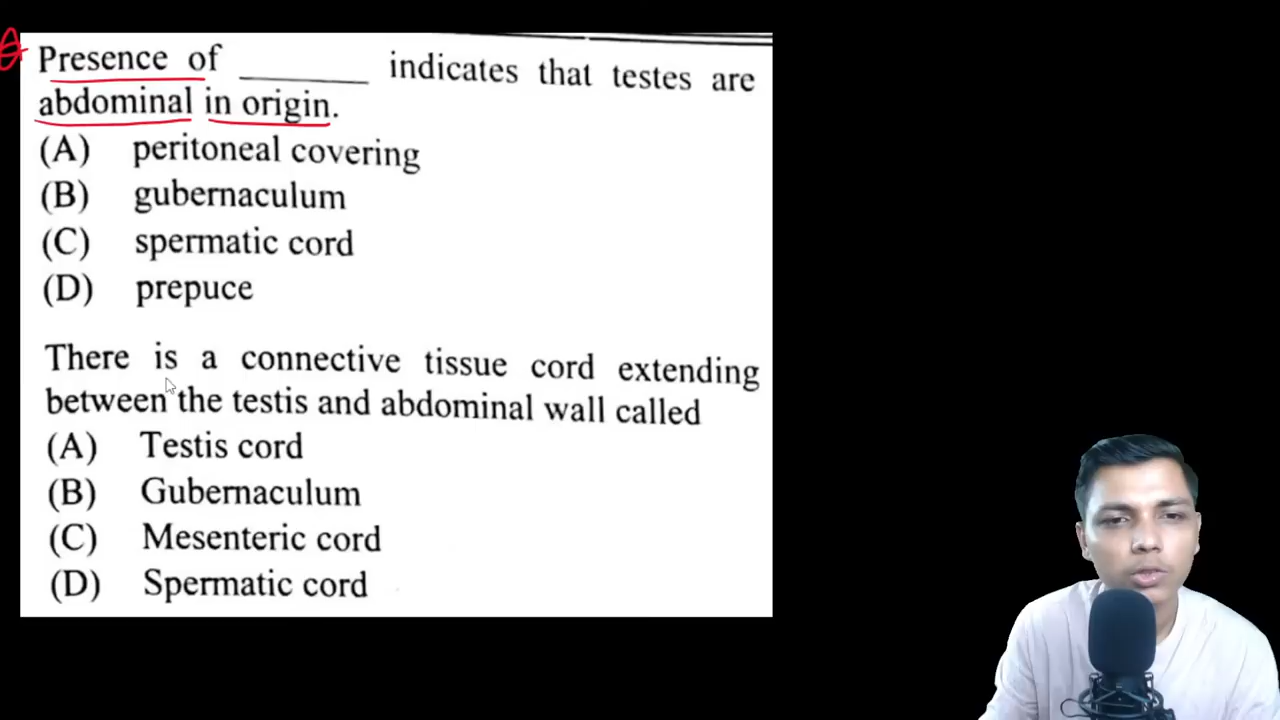 Presence of ________ indicates that testes are
abdominal in origin.
(A) peritoneal covering
(B) gubernaculum
(C) spermatic cord
(D) prepuce
There is a connective tissue cord extending
between the testis and abdominal wall called
(A) Testis cord
(B) Gubernaculum
(C) Mesenteric cord
(D) Spermatic cord